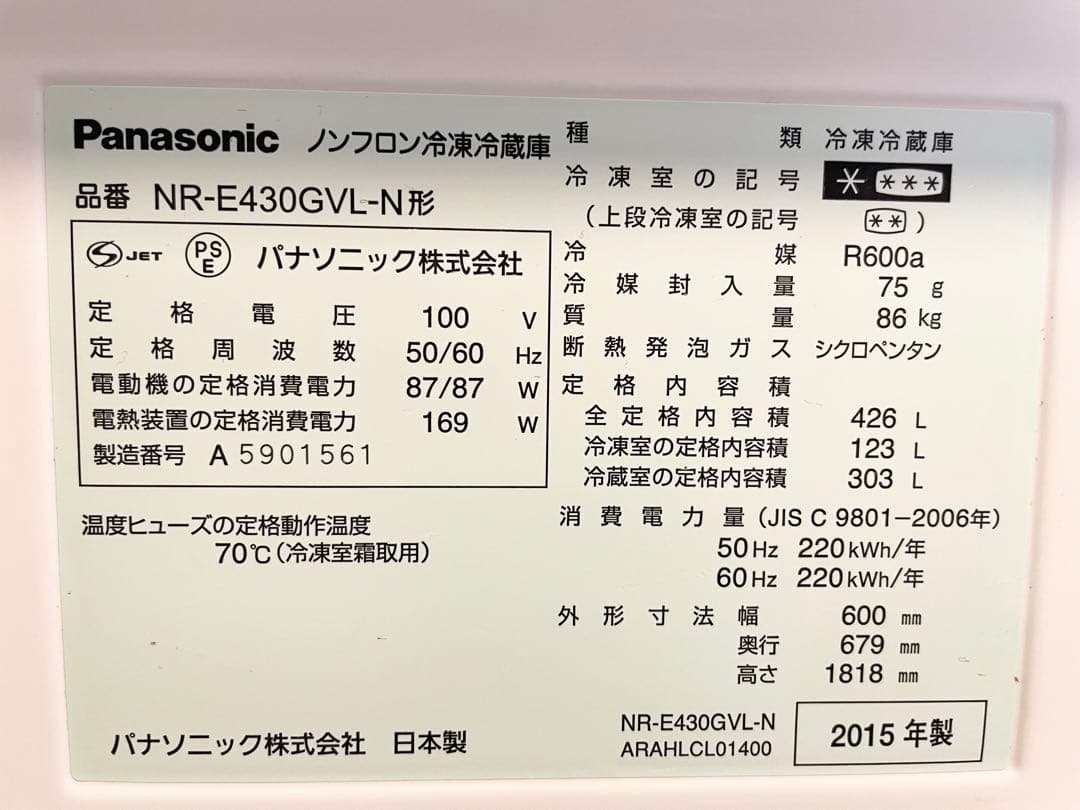 Panasonic ノンフロン冷凍冷蔵庫
品番 NR-E430GVL-N形
S JET PSE パナソニック株式会社
定格電圧 100 V
定格周波数 50/60 Hz
電動機の定格消費電力 87/87 W
電熱装置の定格消費電力 169 W
製造番号 A 5901561
温度ヒューズの定格動作温度
70℃(冷凍室霜取用)
パナソニック株式会社 日本製
種類 冷凍冷蔵庫
冷凍室の記号 * ***
(上段冷凍室の記号 **)
冷媒 R600a
冷媒封入量 75 g
質量 86 kg
断熱発泡ガス シクロペンタン
定格内容積
全定格内容積 426 L
冷凍室の定格内容積 123 L
冷蔵室の定格内容積 303 L
消費電力量(JIS C 9801-2006年)
50Hz 220kWh/年
60Hz 220kWh/年
外形寸法幅 600 mm
奥行 679 mm
高さ 1818 mm
NR-E430GVL-N
ARAHLCL01400
2015年製